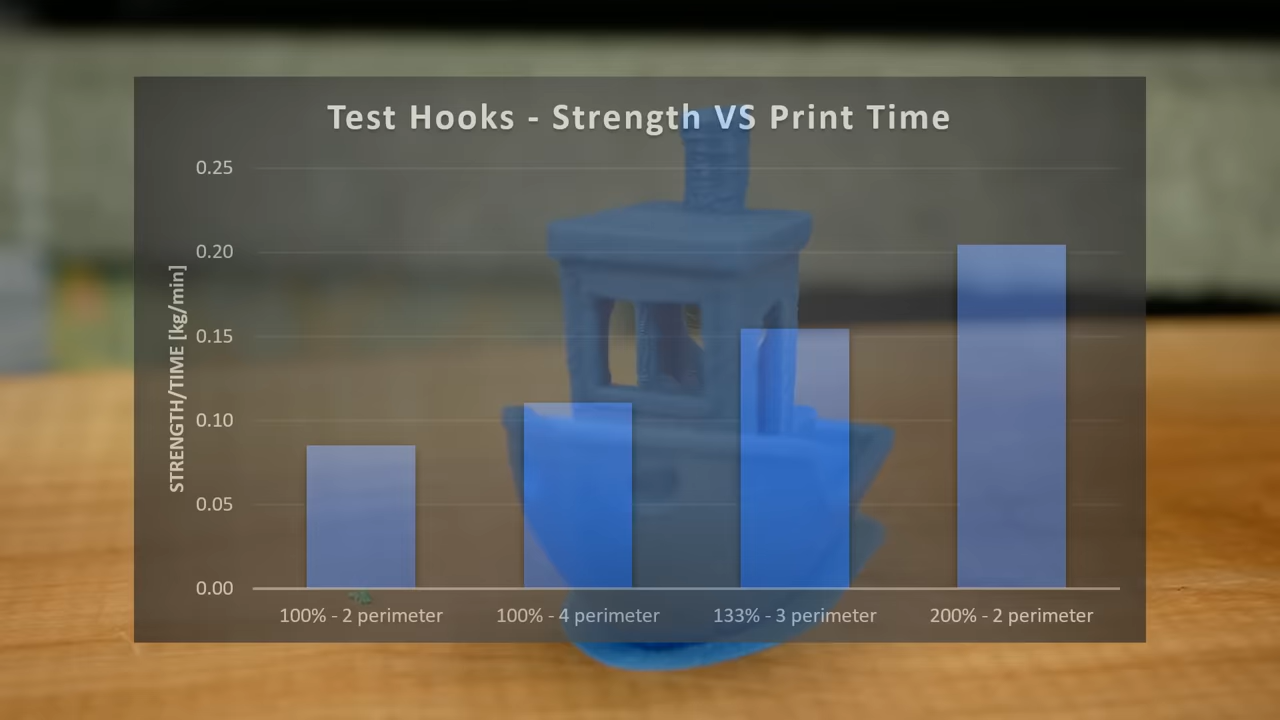 Test Hooks - Strength VS Print Time
0.25
0.20
0.15
0.10
0.05
0.00
STRENGTH/TIME [kg/min]
100% - 2 perimeter
100% - 4 perimeter
133% - 3 perimeter
200% - 2 perimeter